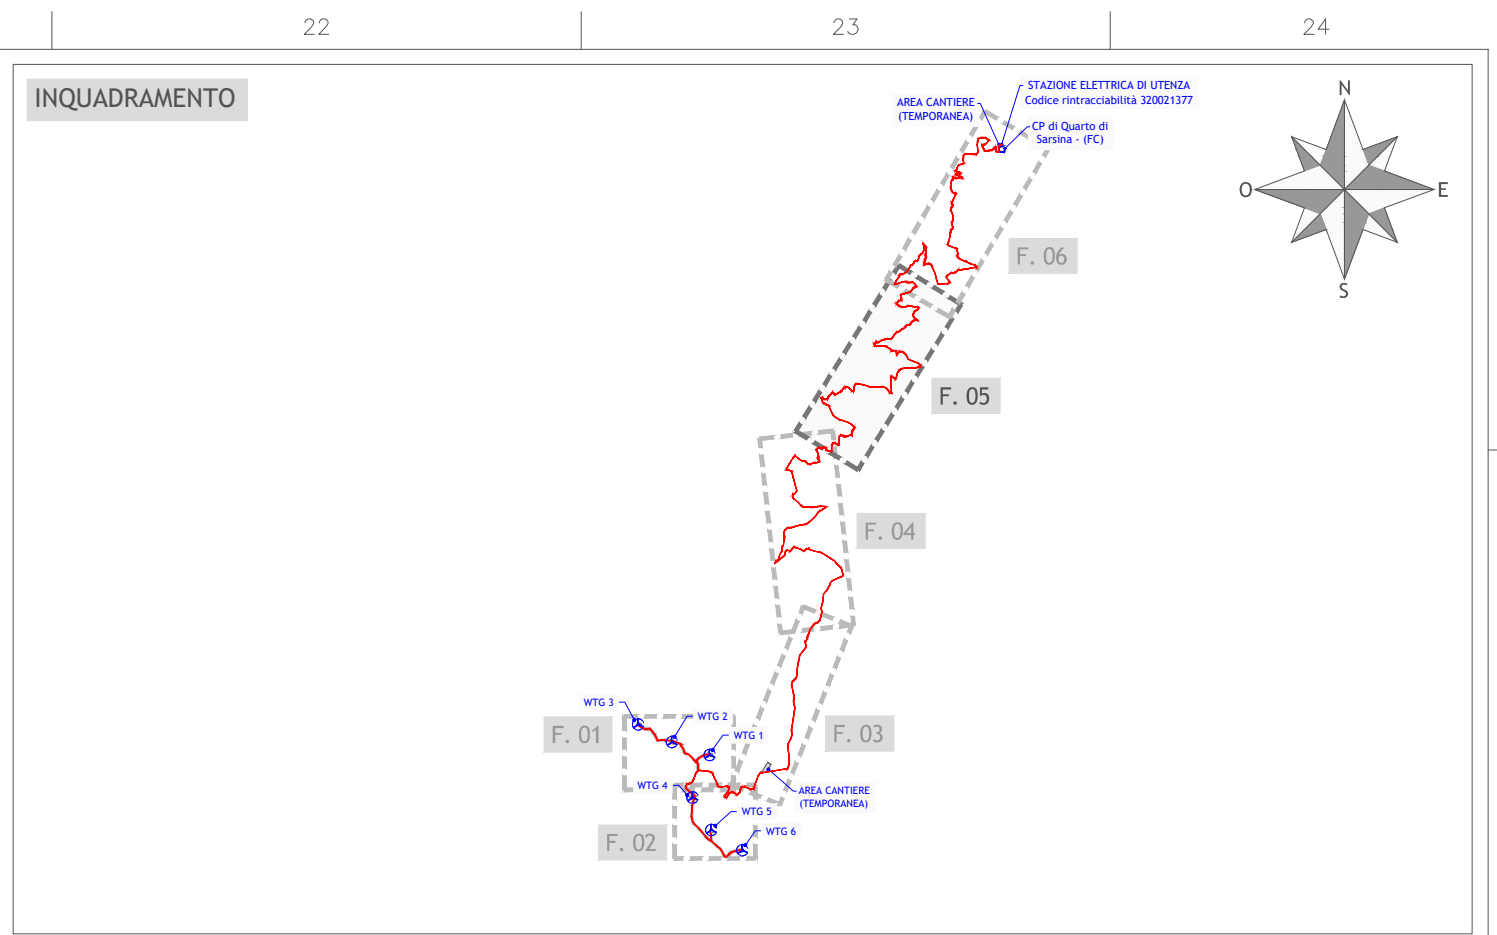 22
23
24
INQUADRAMENTO
STAZIONE ELETTRICA DI UTENZA
Codice rintracciabilità 320021377
AREA CANTIERE
(TEMPORANEA)
CP di Quarto di
Sarsina - (FC)
N
O
E
S
F. 06
F. 05
F. 04
F. 03
WTG 3
WTG 2
F. 01
WTG 1
WTG 4
AREA CANTIERE
(TEMPORANEA)
WTG 5
WTG 6
F. 02